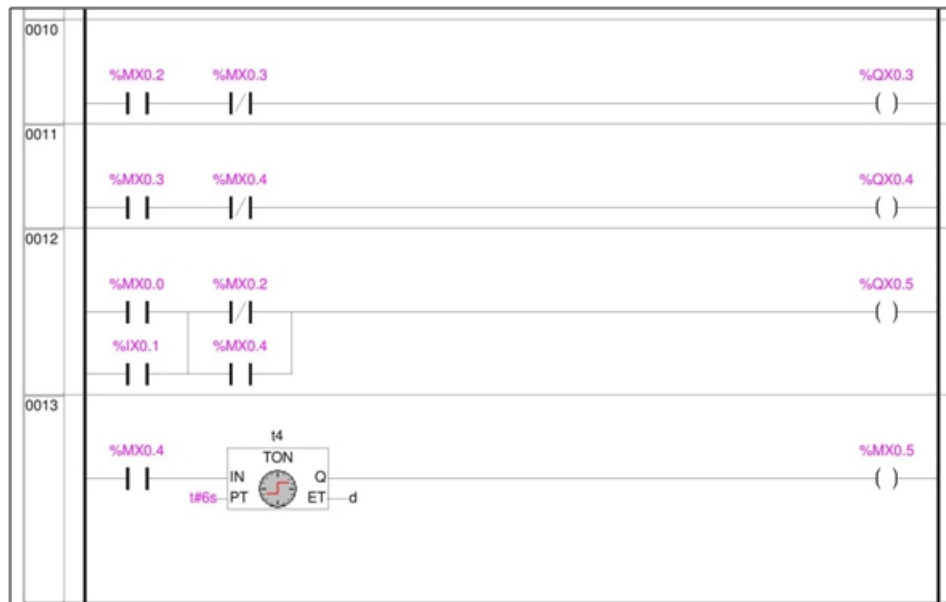 0010
%MX0.2 %MX0.3 %QX0.3
0011
%MX0.3 %MX0.4 %QX0.4
0012
%MX0.0 %MX0.2 %QX0.5
%IX0.1 %MX0.4
0013
t4
%MX0.4 TON %MX0.5
IN Q
t#6s PT ET d